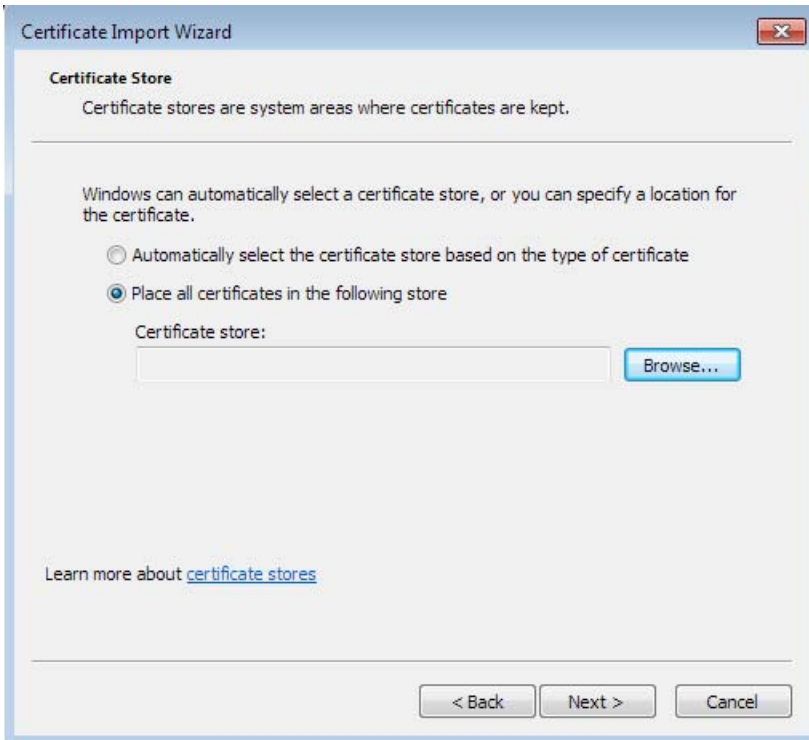 Certificate Import Wizard
Certificate Store
Certificate stores are system areas where certificates are kept.
Windows can automatically select a certificate store, or you can specify a location for
the certificate.
Automatically select the certificate store based on the type of certificate
Place all certificates in the following store
Certificate store:
Browse...
Learn more about certificate stores
< Back Next > Cancel